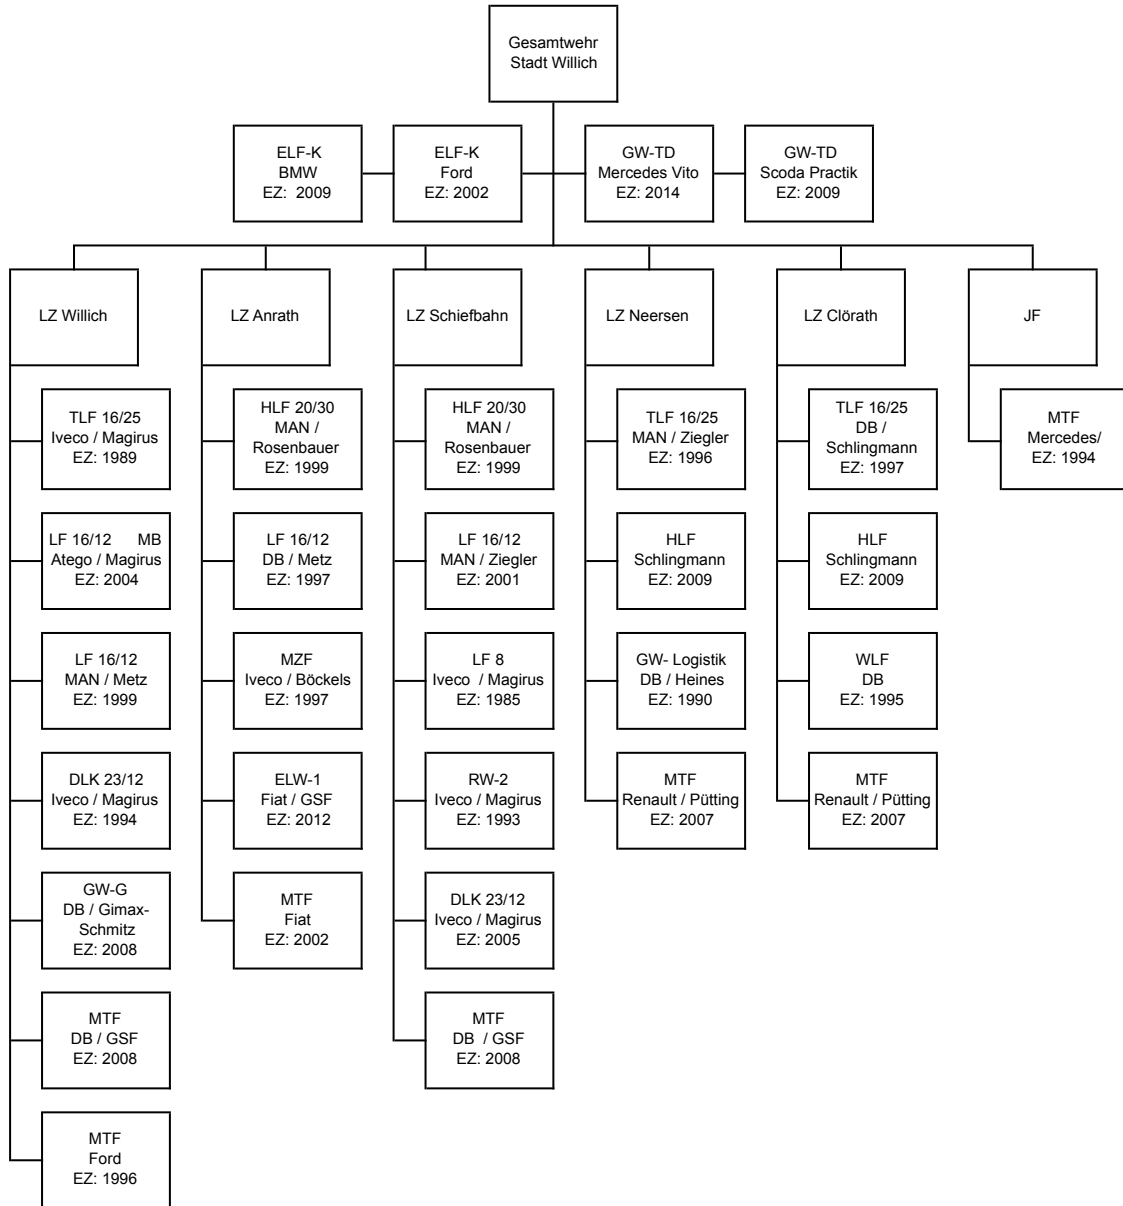 Gesamtwehr
Stadt Willich
ELF-K
BMW
EZ: 2009
ELF-K
Ford
EZ: 2002
GW-TD
Mercedes Vito
EZ: 2014
GW-TD
Scoda Practik
EZ: 2009
LZ Willich
LZ Anrath
LZ Schiefbahn
LZ Neersen
LZ Clörath
JF
TLF 16/25
Iveco / Magirus
EZ: 1989
HLF 20/30
MAN /
Rosenbauer
EZ: 1999
HLF 20/30
MAN /
Rosenbauer
EZ: 1999
TLF 16/25
MAN / Ziegler
EZ: 1996
TLF 16/25
DB /
Schlingmann
EZ: 1997
MTF
Mercedes/
EZ: 1994
LF 16/12 MB
Atego / Magirus
EZ: 2004
LF 16/12
DB / Metz
EZ: 1997
LF 16/12
MAN / Ziegler
EZ: 2001
HLF
Schlingmann
EZ: 2009
HLF
Schlingmann
EZ: 2009
LF 16/12
MAN / Metz
EZ: 1999
MZF
Iveco / Böckels
EZ: 1997
LF 8
Iveco / Magirus
EZ: 1985
GW- Logistik
DB / Heines
EZ: 1990
WLF
DB
EZ: 1995
DLK 23/12
Iveco / Magirus
EZ: 1994
ELW-1
Fiat / GSF
EZ: 2012
RW-2
Iveco / Magirus
EZ: 1993
MTF
Renault / Pütting
EZ: 2007
MTF
Renault / Pütting
EZ: 2007
GW-G
DB / Gimax-
Schmitz
EZ: 2008
MTF
Fiat
EZ: 2002
DLK 23/12
Iveco / Magirus
EZ: 2005
MTF
DB / GSF
EZ: 2008
MTF
DB / GSF
EZ: 2008
MTF
Ford
EZ: 1996